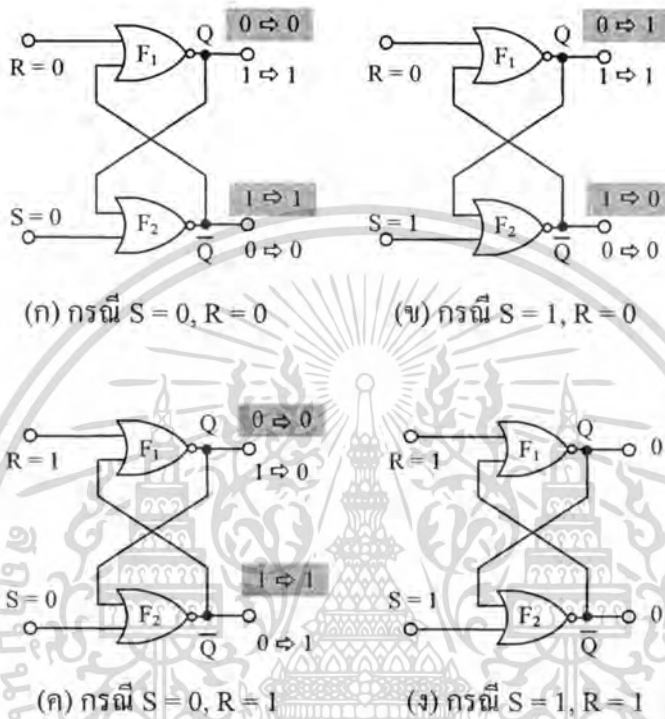 0 ⇨ 0
Q
F₁
R = 0
1 ⇨ 1
S = 0
F₂
1 ⇨ 1
Q̅
0 ⇨ 0
(ก) กรณี S = 0, R = 0
0 ⇨ 1
Q
F₁
R = 0
1 ⇨ 1
S = 1
F₂
1 ⇨ 0
Q̅
0 ⇨ 0
(ข) กรณี S = 1, R = 0
Q
0 ⇨ 0
F₁
R = 1
1 ⇨ 0
S = 0
F₂
1 ⇨ 1
Q̅
0 ⇨ 1
(ค) กรณี S = 0, R = 1
Q
F₁
0
R = 1
S = 1
F₂
0
Q̅
(ง) กรณี S = 1, R = 1